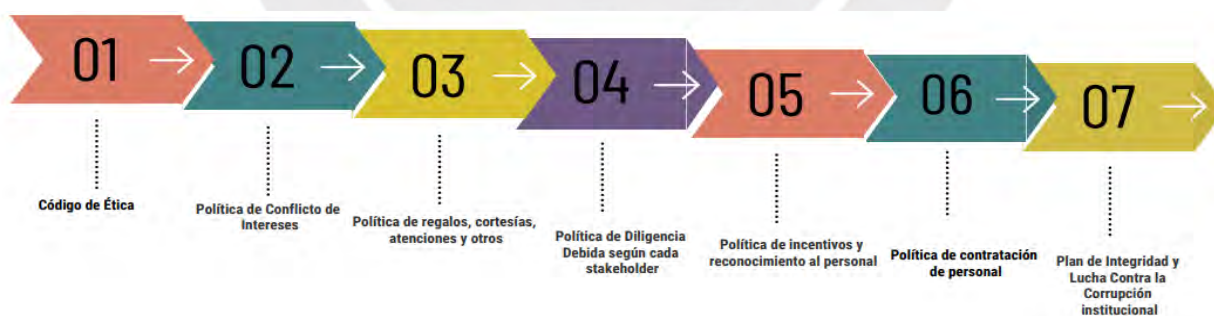 01
02
03
04
05
06
07
Código de Ética
Política de Conflicto de
Intereses
Política de regalos, cortesías,
atenciones y otros
Política de Diligencia
Debida según cada
stakeholder
Política de incentivos y
reconocimiento al personal
Política de contratación
de personal
Plan de Integridad y
Lucha Contra la
Corrupción
institucional